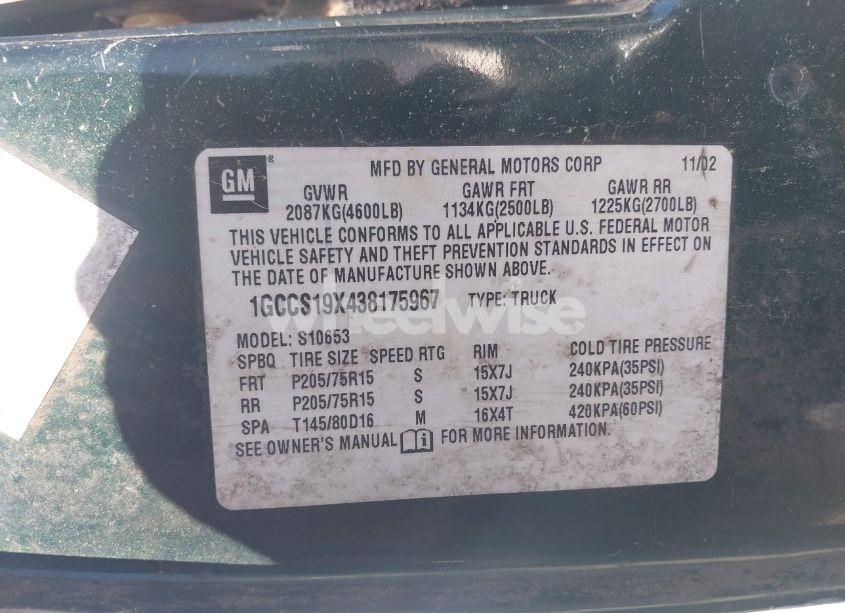 GM ® MFD BY GENERAL MOTORS CORP 11/02
GVWR GAWR FRT GAWR RR
2087KG(4600LB) 1134KG(2500LB) 1225KG(2700LB)
THIS VEHICLE CONFORMS TO ALL APPLICABLE U.S. FEDERAL MOTOR
VEHICLE SAFETY AND THEFT PREVENTION STANDARDS IN EFFECT ON
THE DATE OF MANUFACTURE SHOWN ABOVE.
1GCCS19X438175967 TYPE: TRUCK
wheelwise
MODEL: S10653
SPBQ TIRE SIZE SPEED RTG RIM COLD TIRE PRESSURE
FRT P205/75R15 S 15X7J 240KPA(35PSI)
RR P205/75R15 S 15X7J 240KPA(35PSI)
SPA T145/80D16 M 16X4T 420KPA(60PSI)
SEE OWNER'S MANUAL FOR MORE INFORMATION.